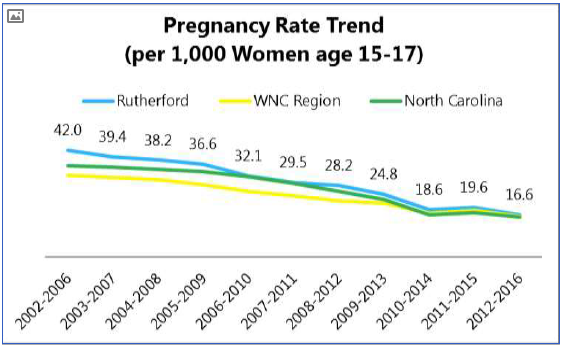 Pregnancy Rate Trend
(per 1,000 Women age 15-17)
Rutherford WNC Region North Carolina
42.0 39.4 38.2 36.6 32.1 29.5 28.2 24.8 18.6 19.6 16.6
2002-2006 2003-2007 2004-2008 2005-2009 2006-2010 2007-2011 2008-2012 2009-2013 2010-2014 2011-2015 2012-2016